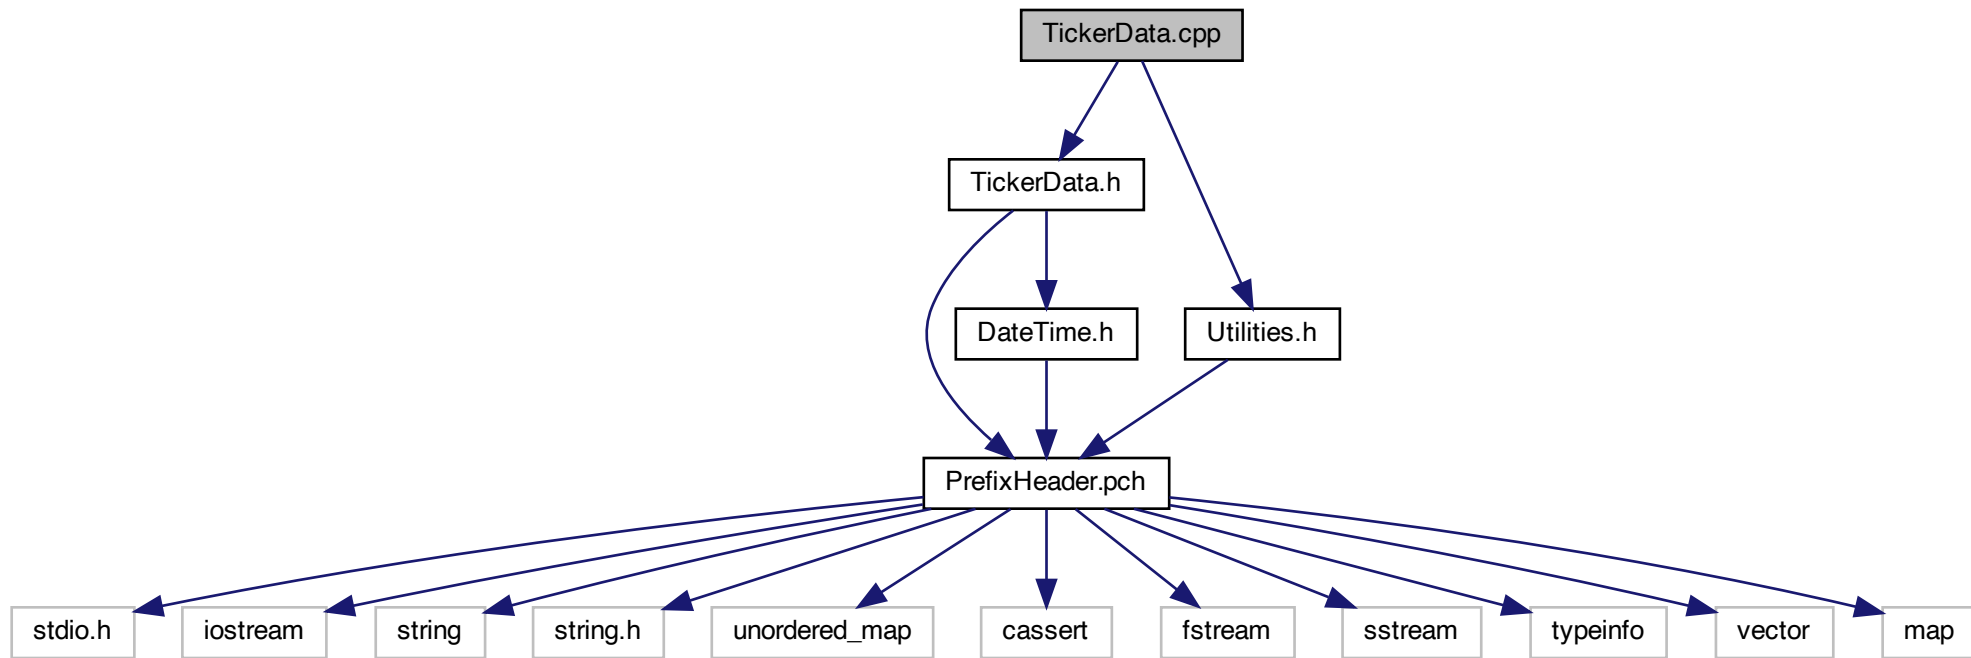 TickerData.cpp
TickerData.h
DateTime.h
Utilities.h
PrefixHeader.pch
stdio.h
iostream
string
string.h
unordered_map
cassert
fstream
sstream
typeinfo
vector
map